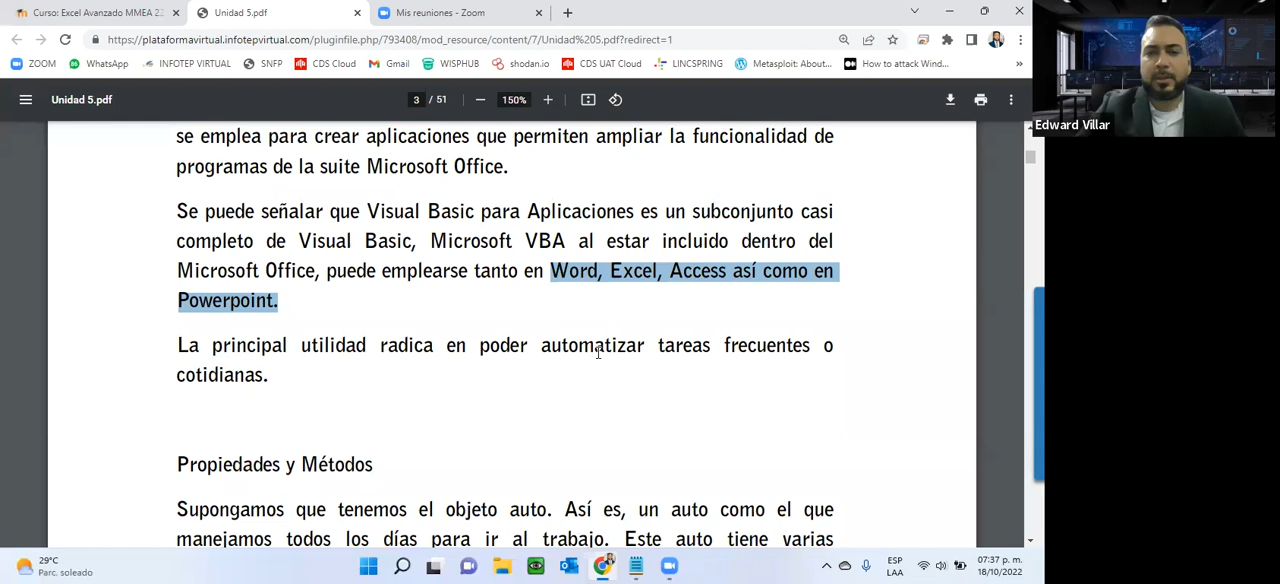 Curso: Excel Avanzado MMEA 2.
Unidad 5.pdf
Mis reuniones - Zoom
https://plataformavirtual.infotepvirtual.com/pluginfile.php/793408/mod_resource/content/7/Unidad%205.pdf?redirect=1
ZOOM
WhatsApp
INFOTEP VIRTUAL
SNFP
CDS Cloud
Gmail
WISPHUB
shodan.io
CDS UAT Cloud
LINCSPRING
Metasploit: About...
How to attack Wind...
»
Edward Villar
Unidad 5.pdf
3 / 51
150%
se emplea para crear aplicaciones que permiten ampliar la funcionalidad de
programas de la suite Microsoft Office.
Se puede señalar que Visual Basic para Aplicaciones es un subconjunto casi
completo de Visual Basic, Microsoft VBA al estar incluido dentro del
Microsoft Office, puede emplearse tanto en Word, Excel, Access así como en
Powerpoint.
La principal utilidad radica en poder automatizar tareas frecuentes o
cotidianas.
Propiedades y Métodos
Supongamos que tenemos el objeto auto. Así es, un auto como el que
manejamos todos los días para ir al trabajo. Este auto tiene varias
29°C
Parc. soleado
ESP
LAA
07:37 p. m.
18/10/2022